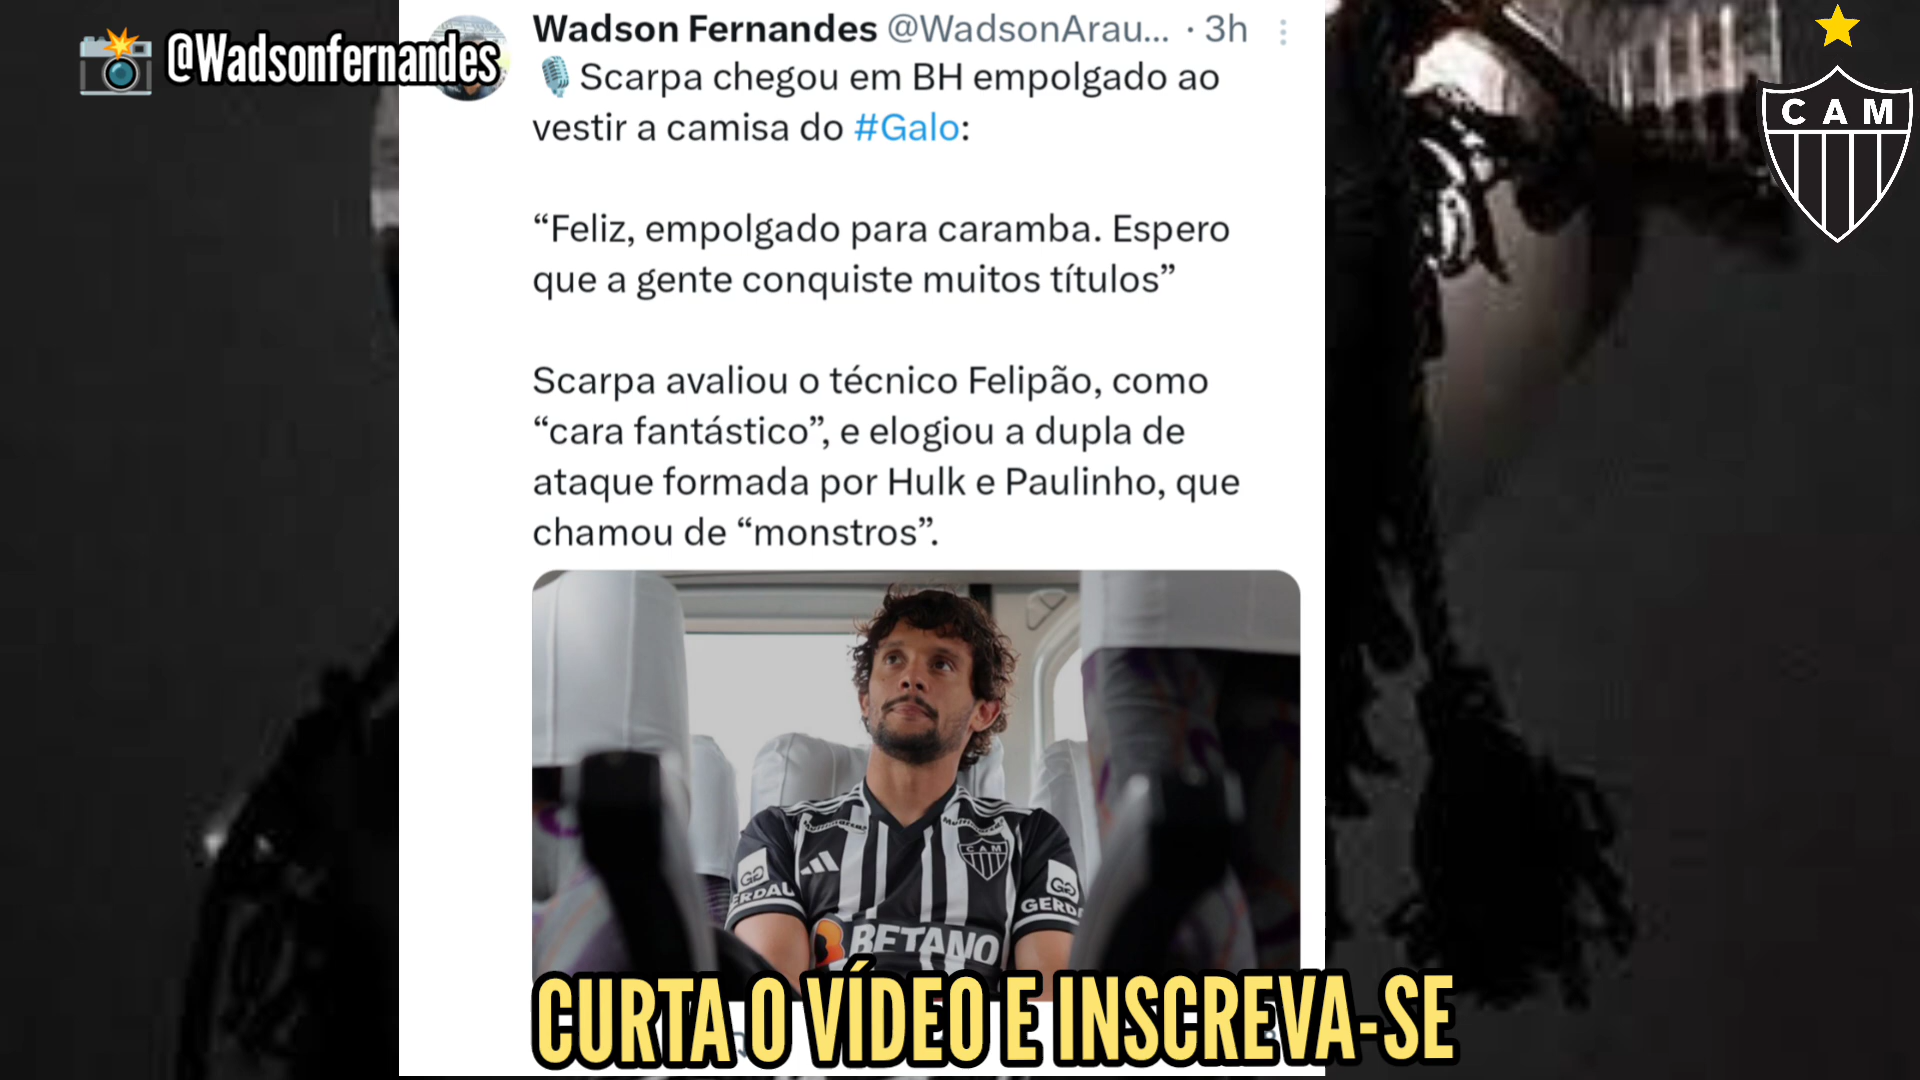 @Wadsonfernandes
Wadson Fernandes @WadsonArau... · 3h
Scarpa chegou em BH empolgado ao
vestir a camisa do #Galo:
“Feliz, empolgado para caramba. Espero
que a gente conquiste muitos títulos”
Scarpa avaliou o técnico Felipão, como
“cara fantástico”, e elogiou a dupla de
ataque formada por Hulk e Paulinho, que
chamou de “monstros”.
CAM
CAM
GERDAU
BETANO
CURTA O VÍDEO E INSCREVA-SE